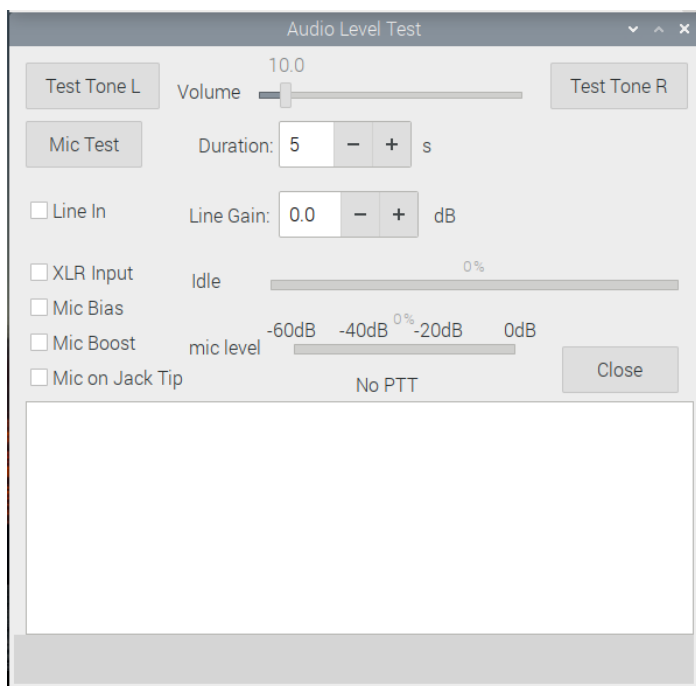 Audio Level Test
10.0
Test Tone L Volume Test Tone R
Mic Test Duration: 5 − + s
Line In Line Gain: 0.0 − + dB
0%
XLR Input Idle
Mic Bias
0%
-60dB -40dB -20dB 0dB
Mic Boost mic level
Mic on Jack Tip No PTT Close